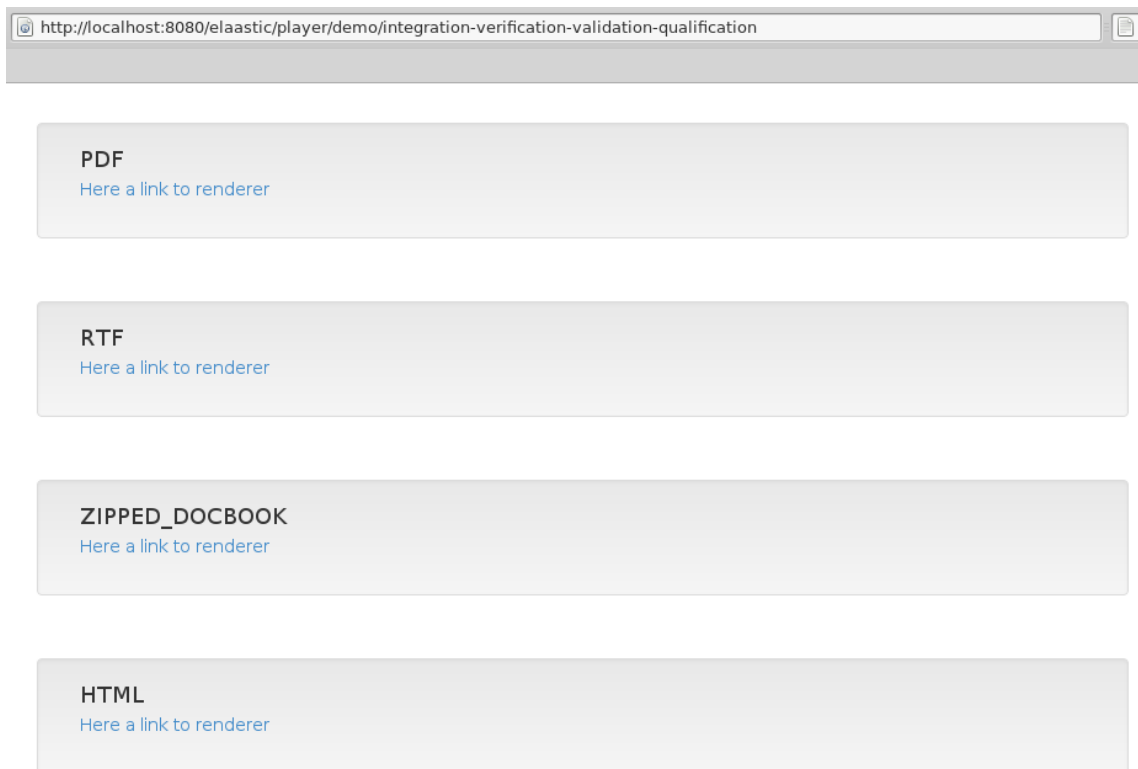 http://localhost:8080/elaastic/player/demo/integration-verification-validation-qualification
PDF
Here a link to renderer
RTF
Here a link to renderer
ZIPPED_DOCBOOK
Here a link to renderer
HTML
Here a link to renderer